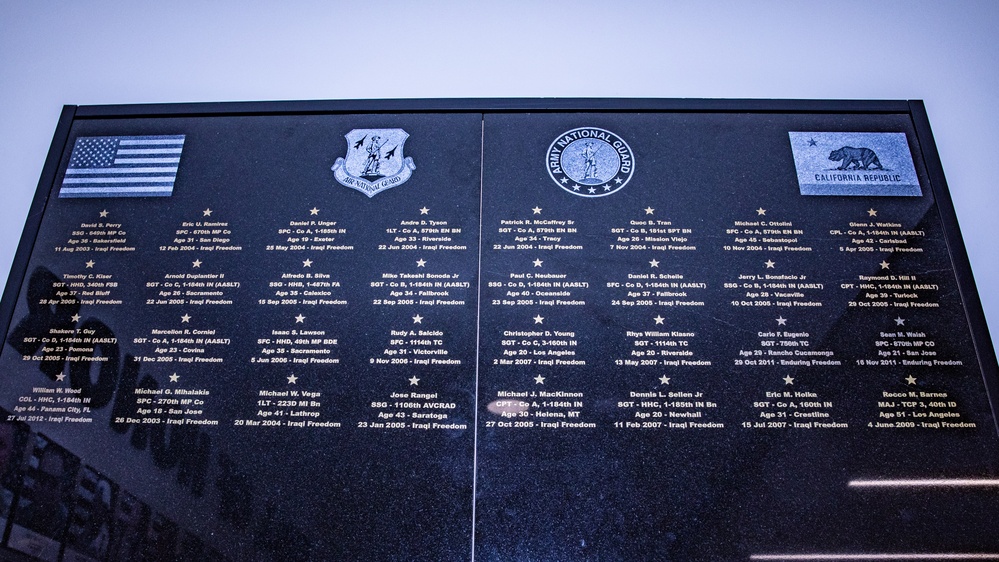 AIR NATIONAL GUARD
ARMY NATIONAL GUARD
CALIFORNIA REPUBLIC
David S. Perry
SSG - 649th MP Co
Age 36 - Bakersfield
11 Aug 2003 - Iraqi Freedom
Eric U. Ramirez
SPC - 670th MP Co
Age 31 - San Diego
12 Feb 2004 - Iraqi Freedom
Daniel P. Unger
SPC - Co A, 1-185th IN
Age 19 - Exeter
25 May 2004 - Iraqi Freedom
Andre D. Tyson
1LT - Co A, 579th EN BN
Age 33 - Riverside
22 Jun 2004 - Iraqi Freedom
Patrick R. McCaffrey Sr
SGT - Co A, 579th EN BN
Age 34 - Tracy
22 Jun 2004 - Iraqi Freedom
Quoc B. Tran
SGT - Co B, 181st SPT BN
Age 26 - Mission Viejo
7 Nov 2004 - Iraqi Freedom
Michael C. Ottolini
SFC - Co A, 579th EN BN
Age 45 - Sebastopol
10 Nov 2004 - Iraqi Freedom
Glenn J. Watkins
CPL - Co A, 1-184th IN (AASLT)
Age 42 - Carlsbad
5 Apr 2005 - Iraqi Freedom
Timothy C. Kiser
SGT - HHD, 340th FSB
Age 37 - Red Bluff
28 Apr 2005 - Iraqi Freedom
Arnold Duplantier II
SGT - Co C, 1-184th IN (AASLT)
Age 26 - Sacramento
22 Jun 2005 - Iraqi Freedom
Alfredo B. Silva
SSG - HHB, 1-487th FA
Age 35 - Calexico
15 Sep 2005 - Iraqi Freedom
Mike Takeshi Sonoda Jr
SGT - Co B, 1-184th IN (AASLT)
Age 34 - Fallbrook
22 Sep 2005 - Iraqi Freedom
Paul C. Neubauer
SSG - Co D, 1-184th IN (AASLT)
Age 40 - Oceanside
23 Sep 2005 - Iraqi Freedom
Daniel R. Scheile
SFC - Co D, 1-184th IN (AASLT)
Age 37 - Fallbrook
24 Sep 2005 - Iraqi Freedom
Jerry L. Bonafacio Jr
SSG - Co B, 1-184th IN (AASLT)
Age 28 - Vacaville
10 Oct 2005 - Iraqi Freedom
Raymond D. Hill II
CPT - HHC, 1-184th IN (AASLT)
Age 39 - Turlock
29 Oct 2005 - Iraqi Freedom
Shakere T. Guy
SGT - Co D, 1-184th IN (AASLT)
Age 23 - Pomona
29 Oct 2005 - Iraqi Freedom
Marcelino R. Corniel
SGT - Co A, 1-184th IN (AASLT)
Age 23 - Covina
31 Dec 2005 - Iraqi Freedom
Isaac S. Lawson
SFC - HHD, 49th MP BDE
Age 35 - Sacramento
5 Jun 2006 - Iraqi Freedom
Rudy A. Salcido
SFC - 1114th TC
Age 31 - Victorville
9 Nov 2006 - Iraqi Freedom
Christopher D. Young
SGT - Co C, 3-160th IN
Age 20 - Los Angeles
2 Mar 2007 - Iraqi Freedom
Rhys William Klasno
SGT - 1114th TC
Age 20 - Riverside
13 May 2007 - Iraqi Freedom
Carlo F. Eugenio
SGT - 756th TC
Age 29 - Rancho Cucamonga
29 Oct 2011 - Enduring Freedom
Sean M. Walsh
SPC - 870th MP CO
Age 21 - San Jose
16 Nov 2011 - Enduring Freedom
William W. Wood
COL - HHC, 1-184th IN
Age 44 - Panama City, FL
27 Jul 2012 - Iraqi Freedom
Michael G. Mihalakis
SPC - 270th MP Co
Age 18 - San Jose
26 Dec 2003 - Iraqi Freedom
Michael W. Vega
1LT - 223D MI Bn
Age 41 - Lathrop
20 Mar 2004 - Iraqi Freedom
Jose Rangel
SSG - 1106th AVCRAD
Age 43 - Saratoga
23 Jan 2005 - Iraqi Freedom
Michael J. MacKinnon
CPT - Co A, 1-184th IN
Age 30 - Helena, MT
27 Oct 2005 - Iraqi Freedom
Dennis L. Sellen Jr
SGT - HHC, 1-185th IN Bn
Age 20 - Newhall
11 Feb 2007 - Iraqi Freedom
Eric M. Holke
SGT - Co A, 160th IN
Age 31 - Crestline
15 Jul 2007 - Iraqi Freedom
Rocco M. Barnes
MAJ - TCP 3, 40th ID
Age 51 - Los Angeles
4 June 2009 - Iraqi Freedom